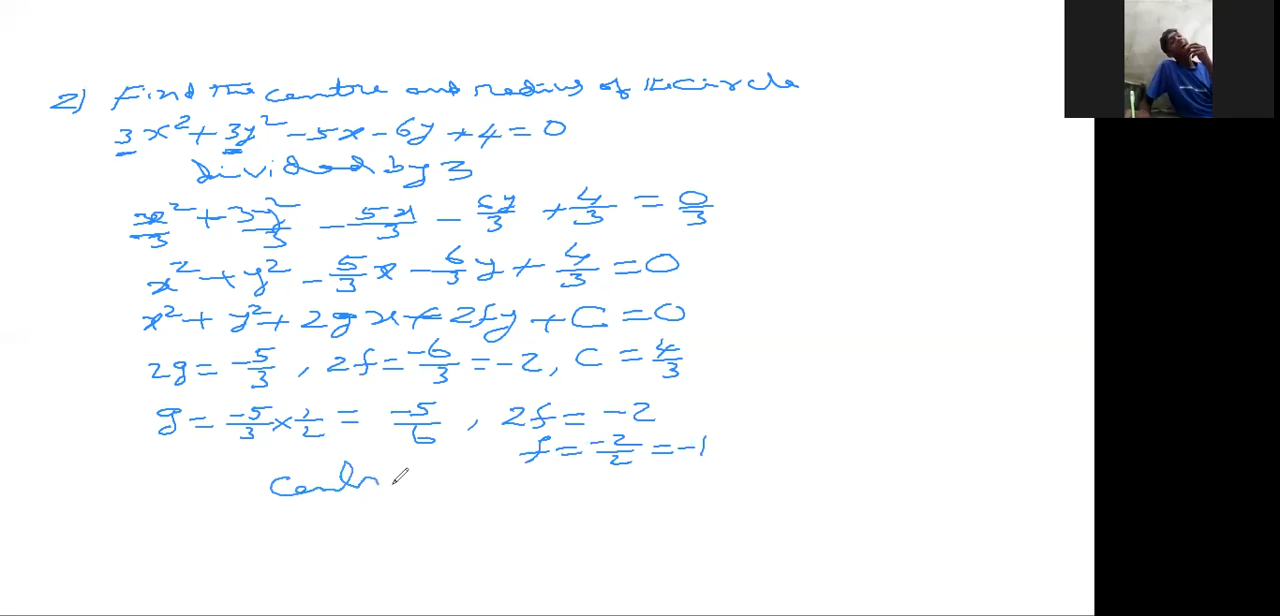 2) Find the centre and radius of the circle
3x² + 3y² - 5x - 6y + 4 = 0
Divided by 3
x²/3 + 3y²/3 - 5x/3 - 6y/3 + 4/3 = 0/3
x² + y² - 5/3 x - 6/3 y + 4/3 = 0
x² + y² + 2gx + 2fy + C = 0
2g = -5/3 , 2f = -6/3 = -2, C = 4/3
g = -5/3 × 1/2 = -5/6 , 2f = -2
f = -2/2 = -1